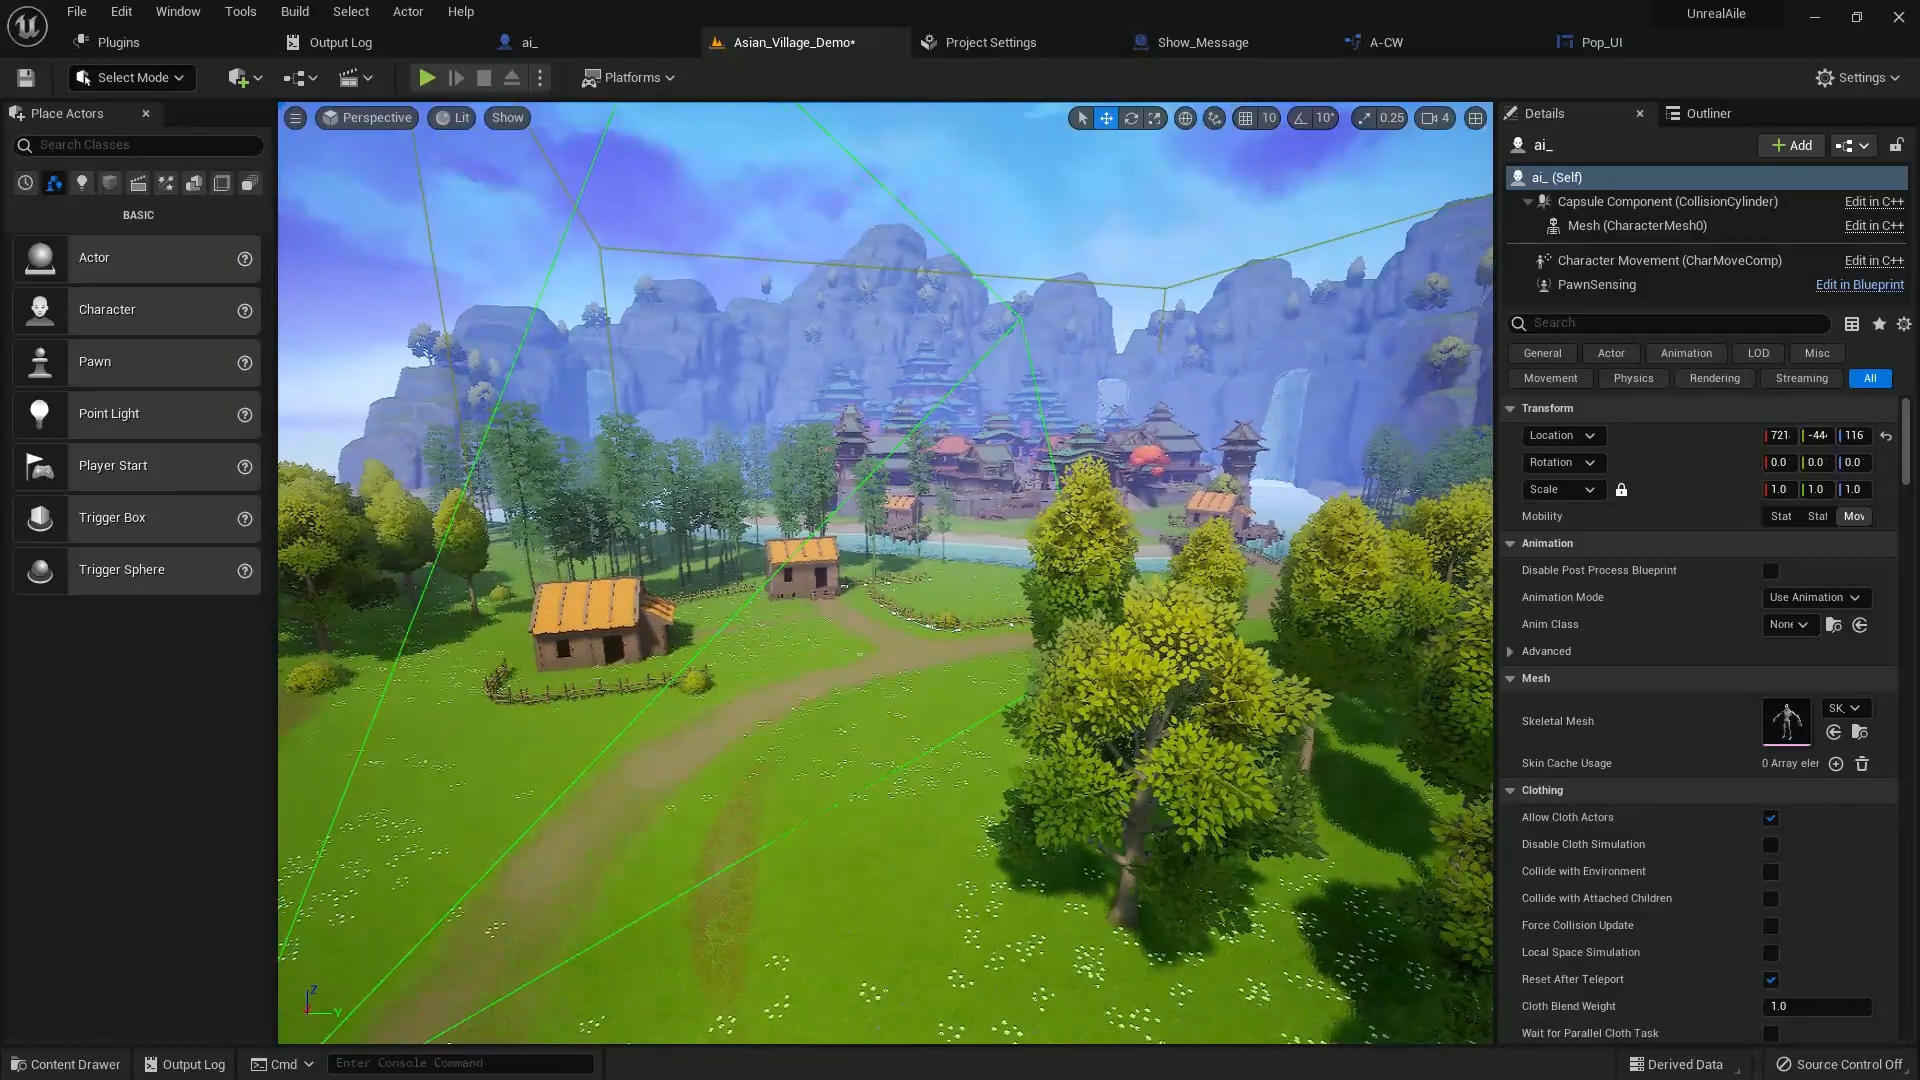 File Edit Window Tools Build Select Actor Help
UnrealAile
Plugins Output Log ai_ Asian_Village_Demo* Project Settings Show_Message A-CW Pop_UI
Select Mode Platforms Settings
Place Actors
Search Classes
BASIC
Actor
Character
Pawn
Point Light
Player Start
Trigger Box
Trigger Sphere
Perspective Lit Show
10 10° 0.25 4
Z
Y
Details Outliner
ai_ Add
ai_ (Self)
Capsule Component (CollisionCylinder) Edit in C++
Mesh (CharacterMesh0) Edit in C++
Character Movement (CharMoveComp) Edit in C++
PawnSensing Edit in Blueprint
Search
General Actor Animation LOD Misc
Movement Physics Rendering Streaming All
Transform
Location 721 -44 116
Rotation 0.0 0.0 0.0
Scale 1.0 1.0 1.0
Mobility Stat Stat Mov
Animation
Disable Post Process Blueprint
Animation Mode Use Animation
Anim Class None
Advanced
Mesh
Skeletal Mesh SK_
Skin Cache Usage 0 Array eler
Clothing
Allow Cloth Actors
Disable Cloth Simulation
Collide with Environment
Collide with Attached Children
Force Collision Update
Local Space Simulation
Reset After Teleport
Cloth Blend Weight 1.0
Wait for Parallel Cloth Task
Content Drawer Output Log Cmd Enter Console Command Derived Data Source Control Off